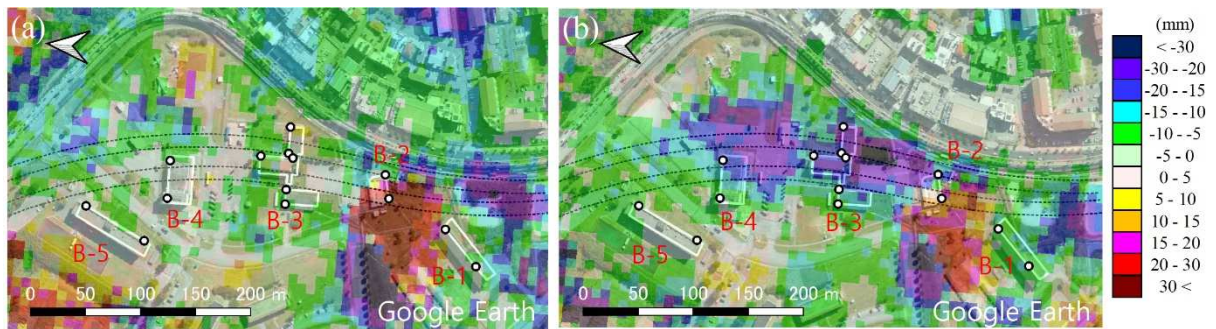 (a)
B-2
B-4
B-3
B-5
B-1
0 50 100 150 200 m
Google Earth
(b)
B-2
B-4
B-3
B-5
B-1
0 50 100 150 200 m
Google Earth
(mm)
< -30
-30 - -20
-20 - -15
-15 - -10
-10 - -5
-5 - 0
0 - 5
5 - 10
10 - 15
15 - 20
20 - 30
30 <